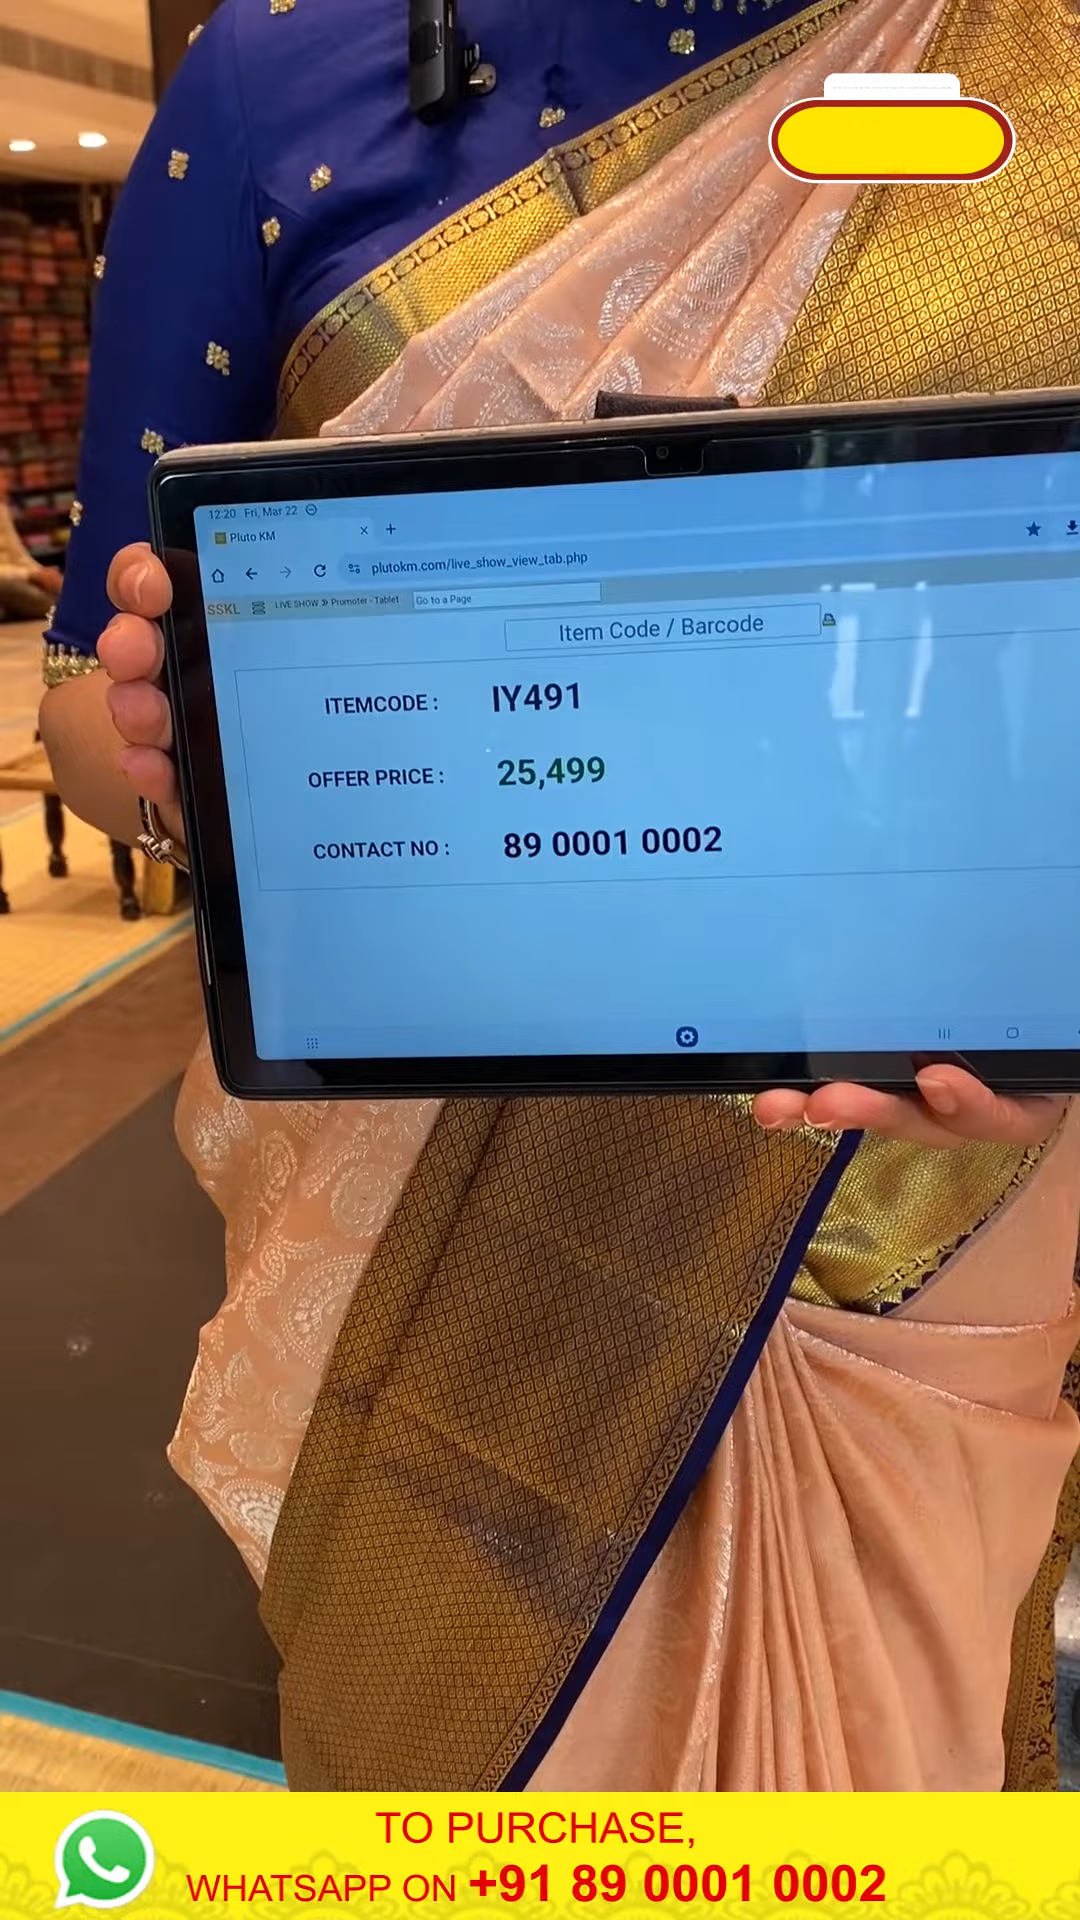 12:20 Fri, Mar 22
Pluto KM
plutokm.com/live_show_view_tab.php
SSKL
LIVE SHOW » Promoter - Tablet
Go to a Page
Item Code / Barcode
ITEMCODE : IY491
OFFER PRICE : 25,499
CONTACT NO : 89 0001 0002
TO PURCHASE,
WHATSAPP ON +91 89 0001 0002